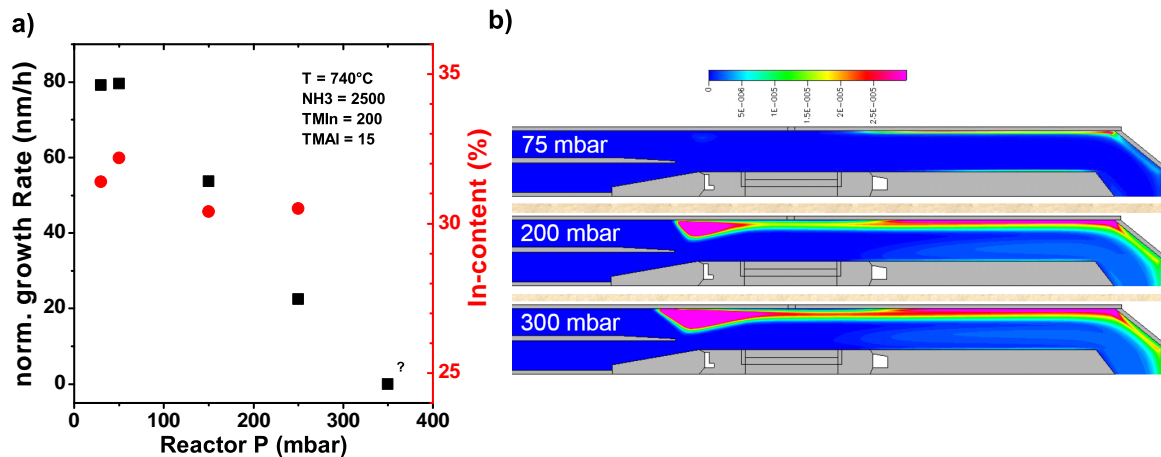 a)
norm. growth Rate (nm/h)
80
60
40
20
0
0
100
200
300
400
Reactor P (mbar)
35
30
25
In-content (%)
T = 740°C
NH3 = 2500
TMIn = 200
TMAl = 15
?
b)
0
5E-006
1E-005
1.5E-005
2E-005
2.5E-005
75 mbar
200 mbar
300 mbar